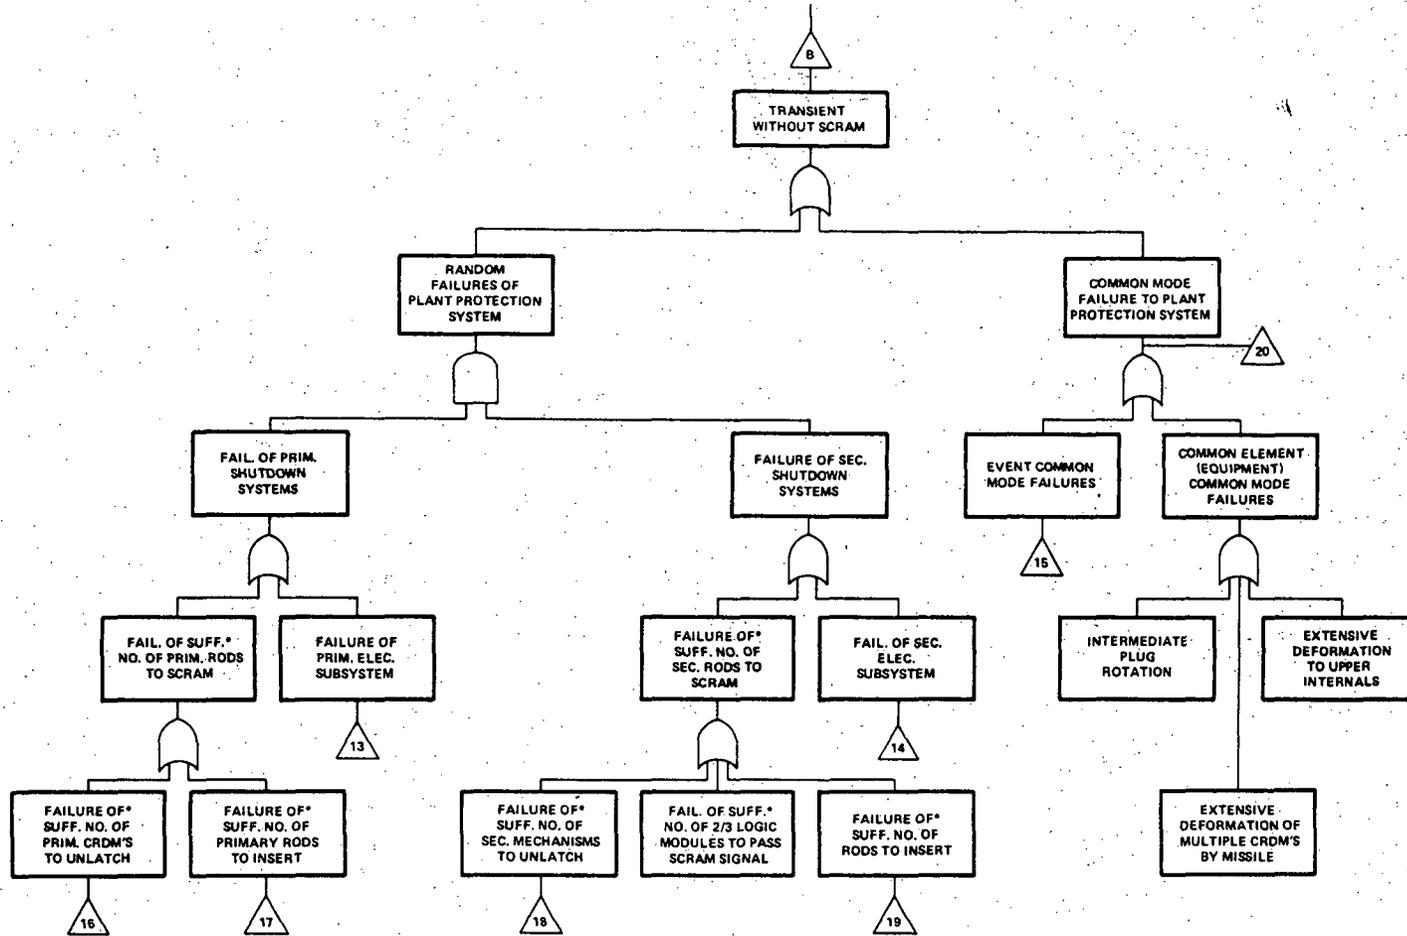 B
TRANSIENT
WITHOUT SCRAM
RANDOM
FAILURES OF
PLANT PROTECTION
SYSTEM
COMMON MODE
FAILURE TO PLANT
PROTECTION SYSTEM
20
FAIL. OF PRIM.
SHUTDOWN
SYSTEMS
FAILURE OF SEC.
SHUTDOWN
SYSTEMS
EVENT COMMON
MODE FAILURES
COMMON ELEMENT
(EQUIPMENT)
COMMON MODE
FAILURES
15
FAIL. OF SUFF.*
NO. OF PRIM. RODS
TO SCRAM
FAILURE OF
PRIM. ELEC.
SUBSYSTEM
FAILURE OF*
SUFF. NO. OF
SEC. RODS TO
SCRAM
FAIL. OF SEC.
ELEC.
SUBSYSTEM
INTERMEDIATE
PLUG
ROTATION
EXTENSIVE
DEFORMATION
TO UPPER
INTERNALS
13
14
FAILURE OF*
SUFF. NO. OF
PRIM. CRDM'S
TO UNLATCH
FAILURE OF*
SUFF. NO. OF
PRIMARY RODS
TO INSERT
FAILURE OF*
SUFF. NO. OF
SEC. MECHANISMS
TO UNLATCH
FAIL. OF SUFF.*
NO. OF 2/3 LOGIC
MODULES TO PASS
SCRAM SIGNAL
FAILURE OF*
SUFF. NO. OF
RODS TO INSERT
EXTENSIVE
DEFORMATION OF
MULTIPLE CRDM'S
BY MISSILE
16
17
18
19